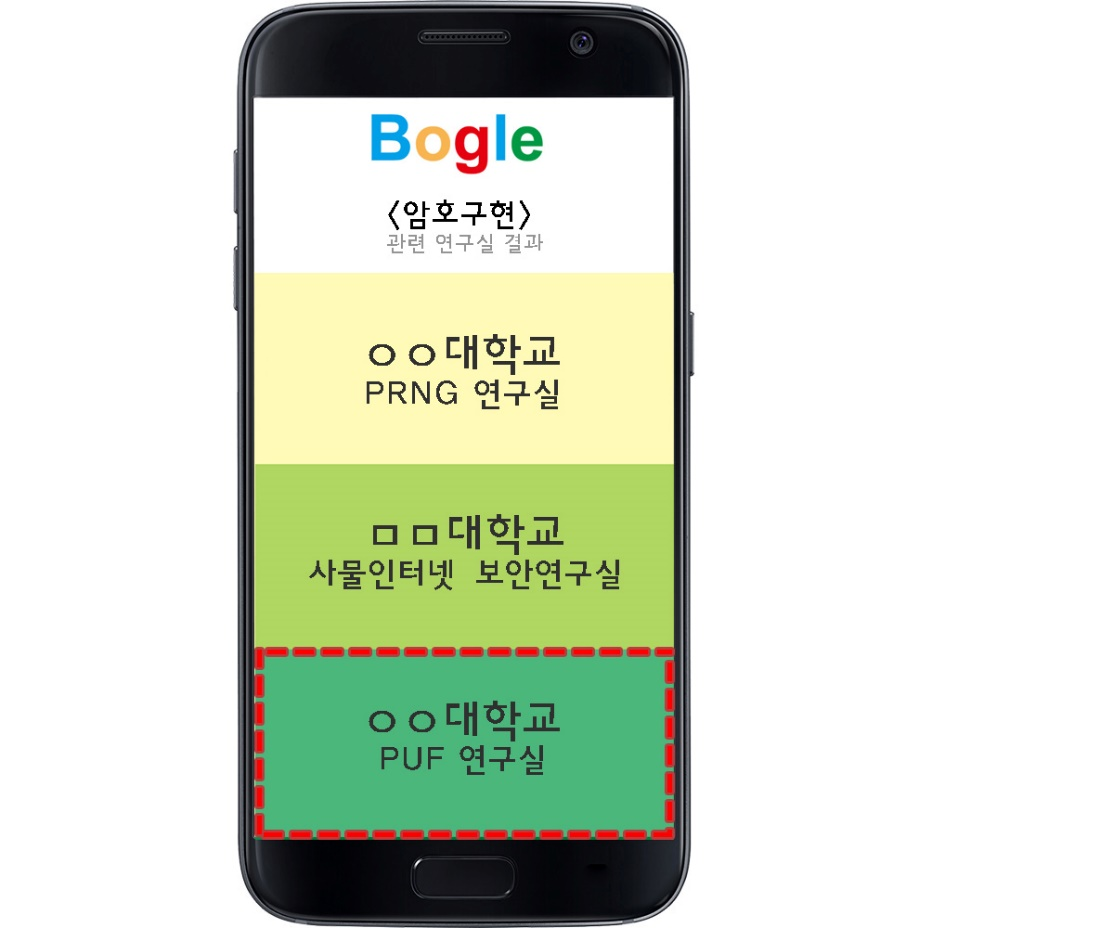 Bogle
〈암호구현〉
관련 연구실 결과
ㅇㅇ대학교
PRNG 연구실
ㅁㅁ대학교
사물인터넷 보안연구실
ㅇㅇ대학교
PUF 연구실